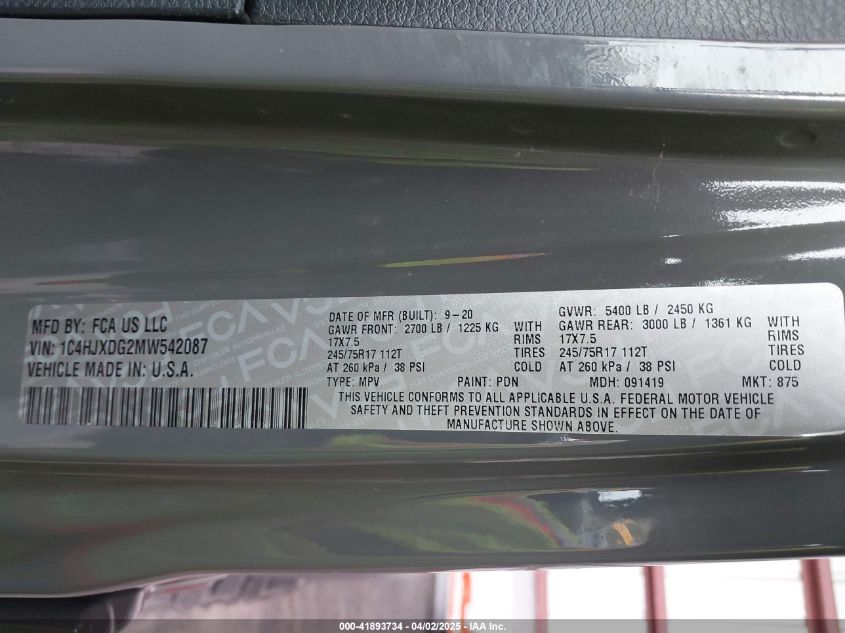 MFD BY: FCA US LLC
VIN: 1C4HJXDG2MW542087
VEHICLE MADE IN: U.S.A.
DATE OF MFR (BUILT): 9-20
GVWR: 5400 LB / 2450 KG
GAWR FRONT: 2700 LB / 1225 KG WITH GAWR REAR: 3000 LB / 1361 KG WITH
17X7.5 RIMS 17X7.5 RIMS
245/75R17 112T TIRES 245/75R17 112T TIRES
AT 260 kPa / 38 PSI COLD AT 260 kPa / 38 PSI COLD
TYPE: MPV PAINT: PDN MDH: 091419 MKT: 875
THIS VEHICLE CONFORMS TO ALL APPLICABLE U.S.A. FEDERAL MOTOR VEHICLE
SAFETY AND THEFT PREVENTION STANDARDS IN EFFECT ON THE DATE OF
MANUFACTURE SHOWN ABOVE.
000-41893734 - 04/02/2025 - IAA Inc.